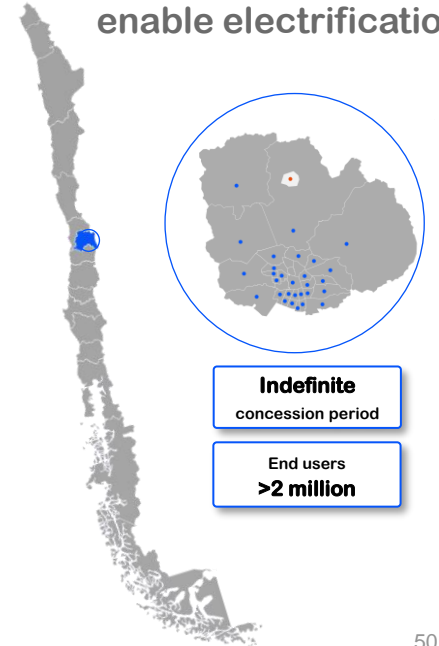 enable electrificatio
Indefinite
concession period
End users
>2 million
50